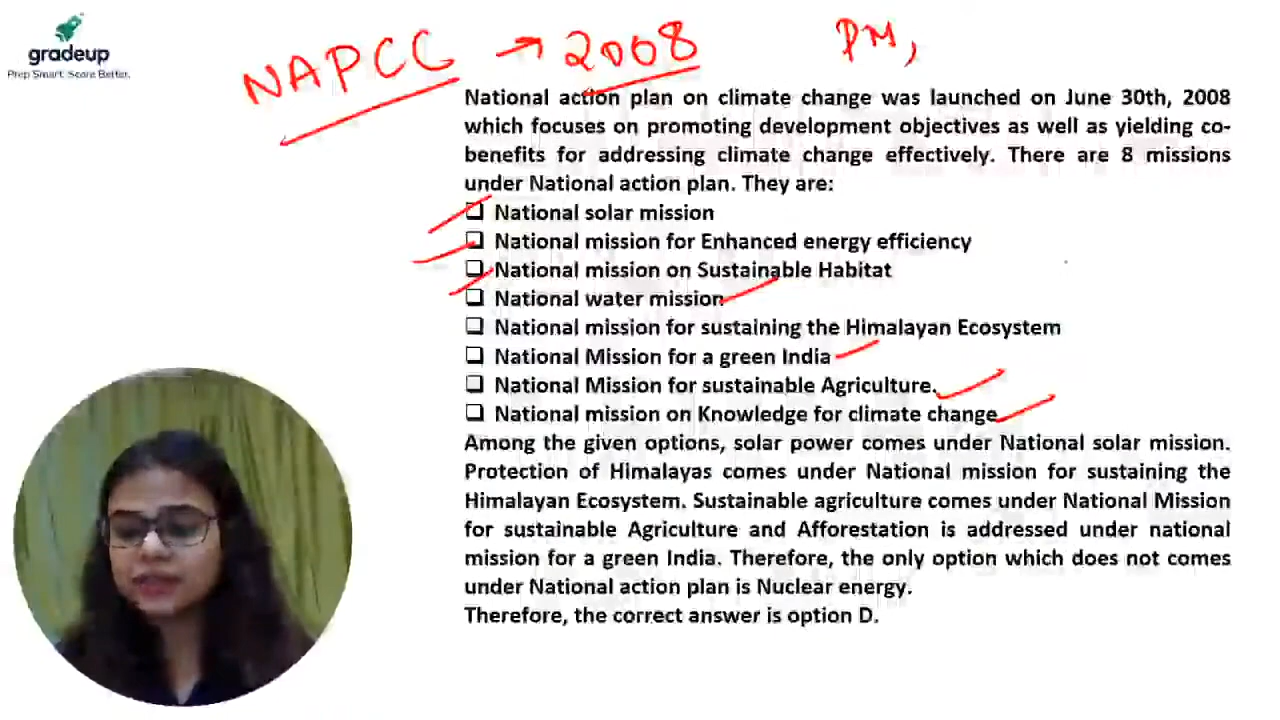 gradeup
Prep Smart. Score Better.
NAPCC → 2008 PM,
National action plan on climate change was launched on June 30th, 2008
which focuses on promoting development objectives as well as yielding co-
benefits for addressing climate change effectively. There are 8 missions
under National action plan. They are:
❑ National solar mission
❑ National mission for Enhanced energy efficiency
❑ National mission on Sustainable Habitat
❑ National water mission
❑ National mission for sustaining the Himalayan Ecosystem
❑ National Mission for a green India
❑ National Mission for sustainable Agriculture.
❑ National mission on Knowledge for climate change
Among the given options, solar power comes under National solar mission.
Protection of Himalayas comes under National mission for sustaining the
Himalayan Ecosystem. Sustainable agriculture comes under National Mission
for sustainable Agriculture and Afforestation is addressed under national
mission for a green India. Therefore, the only option which does not comes
under National action plan is Nuclear energy.
Therefore, the correct answer is option D.